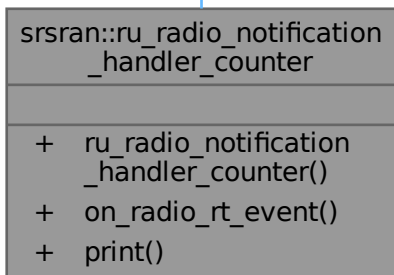 srsran::ru_radio_notification
_handler_counter
+ ru_radio_notification
_handler_counter()
+ on_radio_rt_event()
+ print()